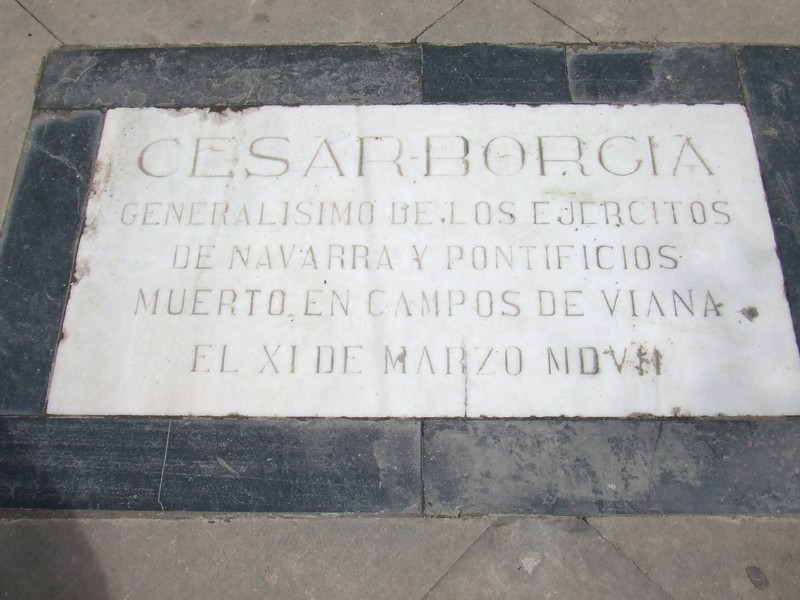 CESAR BORGIA
GENERALISIMO DE LOS EJERCITOS
DE NAVARRA Y PONTIFICIOS
MUERTO EN CAMPOS DE VIANA
EL XI DE MARZO MDVII